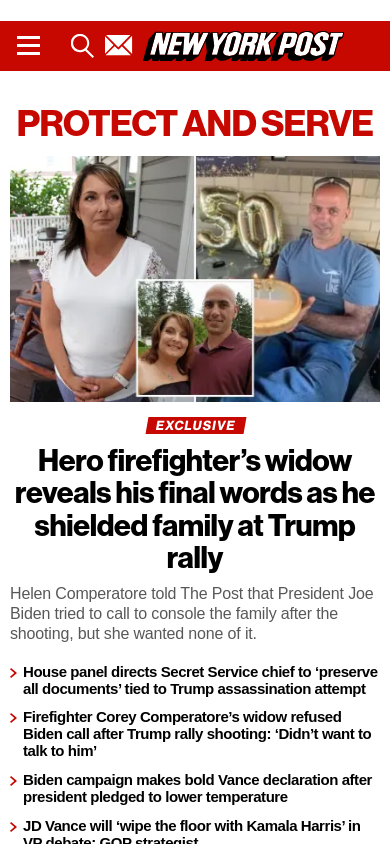 NEW YORK POST
PROTECT AND SERVE
50
EXCLUSIVE
Hero firefighter’s widow
reveals his final words as he
shielded family at Trump
rally
Helen Comperatore told The Post that President Joe
Biden tried to call to console the family after the
shooting, but she wanted none of it.
House panel directs Secret Service chief to ‘preserve
all documents’ tied to Trump assassination attempt
Firefighter Corey Comperatore’s widow refused
Biden call after Trump rally shooting: ‘Didn’t want to
talk to him’
Biden campaign makes bold Vance declaration after
president pledged to lower temperature
JD Vance will ‘wipe the floor with Kamala Harris’ in
VP debate: GOP strategist